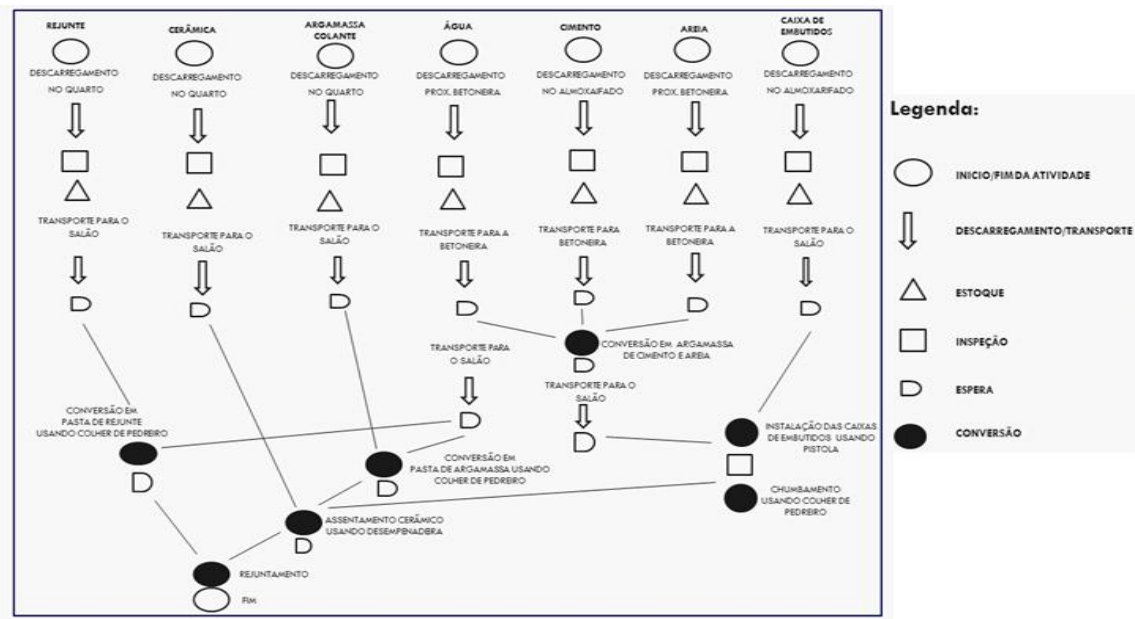 REJUNTE
CERÂMICA
ARGAMASSA
COLANTE
ÁGUA
CIMENTO
AREIA
CAIXA DE
EMBUTIDOS
DESCARREGAMENTO
NO QUARTO
DESCARREGAMENTO
NO QUARTO
DESCARREGAMENTO
NO QUARTO
DESCARREGAMENTO
PROX. BETONEIRA
DESCARREGAMENTO
NO ALMOXAIFADO
DESCARREGAMENTO
PROX. BETONEIRA
DESCARREGAMENTO
NO ALMOXARIFADO
TRANSPORTE PARA O
SALÃO
TRANSPORTE PARA O
SALÃO
TRANSPORTE PARA O
SALÃO
TRANSPORTE PARA A
BETONEIRA
TRANSPORTE PARA
BETONEIRA
TRANSPORTE PARA A
BETONEIRA
TRANSPORTE PARA O
SALÃO
CONVERSÃO EM ARGAMASSA
DE CIMENTO E AREIA
TRANSPORTE PARA
O SALÃO
TRANSPORTE PARA O
SALÃO
CONVERSÃO EM
PASTA DE REJUNTE
USANDO COLHER DE PEDREIRO
INSTALAÇÃO DAS CAIXAS
DE EMBUTIDOS USANDO
PISTOLA
CONVERSÃO EM
PASTA DE ARGAMASSA USANDO
COLHER DE PEDREIRO
CHUMBAMENTO
USANDO COLHER DE
PEDREIRO
ASSENTAMENTO CERÂMICO
USANDO DESEMPENADEIRA
REJUNTAMENTO
FIM
Legenda:
INICIO/FIM DA ATIVIDADE
DESCARREGAMENTO/TRANSPORTE
ESTOQUE
INSPEÇÃO
ESPERA
CONVERSÃO